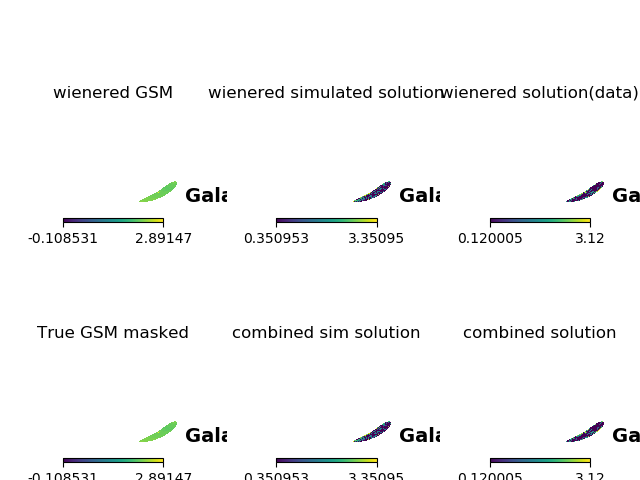 wienered GSM wienered simulated solution wienered solution(data)
Gala Gala Ga
-0.108531 2.89147 0.350953 3.35095 0.120005 3.12
True GSM masked combined sim solution combined solution
Gala Gala Ga
-0.108531 2.89147 0.350953 3.35095 0.120005 3.12